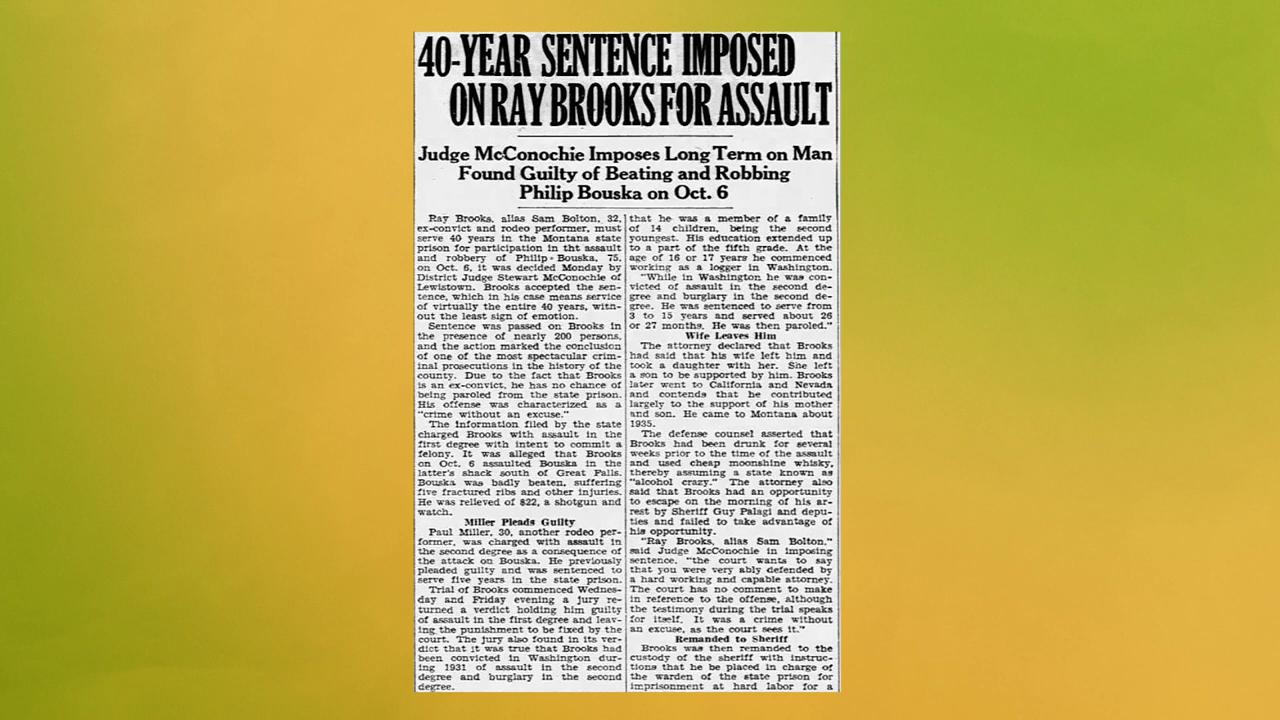 40-YEAR SENTENCE IMPOSED
ON RAY BROOKS FOR ASSAULT
Judge McConochie Imposes Long Term on Man
Found Guilty of Beating and Robbing
Philip Bouska on Oct. 6
Ray Brooks, alias Sam Bolton, 32,
ex-convict and rodeo performer, must
serve 40 years in the Montana state
prison for participation in tht assault
and robbery of Philip Bouska, 75,
on Oct. 6, it was decided Monday by
District Judge Stewart McConochie of
Lewistown. Brooks accepted the sen-
tence, which in his case means service
of virtually the entire 40 years, with-
out the least sign of emotion.
Sentence was passed on Brooks in
the presence of nearly 200 persons,
and the action marked the conclusion
of one of the most spectacular crim-
inal prosecutions in the history of the
county. Due to the fact that Brooks
is an ex-convict, he has no chance of
being paroled from the state prison.
His offense was characterized as a
"crime without an excuse."
The information filed by the state
charged Brooks with assault in the
first degree with intent to commit a
felony. It was alleged that Brooks
on Oct. 6 assaulted Bouska in the
latter's shack south of Great Falls.
Bouska was badly beaten, suffering
five fractured ribs and other injuries.
He was relieved of $22, a shotgun and
watch.
Miller Pleads Guilty
Paul Miller, 30, another rodeo per-
former, was charged with assault in
the second degree as a consequence of
the attack on Bouska. He previously
pleaded guilty and was sentenced to
serve five years in the state prison.
Trial of Brooks commenced Wednes-
day and Friday evening a jury re-
turned a verdict holding him guilty
of assault in the first degree and leav-
ing the punishment to be fixed by the
court. The jury also found in its ver-
dict that it was true that Brooks had
been convicted in Washington dur-
ing 1931 of assault in the second
degree and burglary in the second
degree.
that he was a member of a family
of 14 children, being the second
youngest. His education extended up
to a part of the fifth grade. At the
age of 16 or 17 years he commenced
working as a logger in Washington.
"While in Washington he was con-
victed of assault in the second de-
gree and burglary in the second de-
gree. He was sentenced to serve from
3 to 15 years and served about 26
or 27 months. He was then paroled."
Wife Leaves Him
The attorney declared that Brooks
had said that his wife left him and
took a daughter with her. She left
a son to be supported by him. Brooks
later went to California and Nevada
and contends that he contributed
largely to the support of his mother
and son. He came to Montana about
1935.
The defense counsel asserted that
Brooks had been drunk for several
weeks prior to the time of the assault
and used cheap moonshine whisky,
thereby assuming a state known as
"alcohol crazy." The attorney also
said that Brooks had an opportunity
to escape on the morning of his ar-
rest by Sheriff Guy Palagi and depu-
ties and failed to take advantage of
his opportunity.
"Ray Brooks, alias Sam Bolton,"
said Judge McConochie in imposing
sentence, "the court wants to say
that you were very ably defended by
a hard working and capable attorney.
The court has no comment to make
in reference to the offense, although
the testimony during the trial speaks
for itself. It was a crime without
an excuse, as the court sees it."
Remanded to Sheriff
Brooks was then remanded to the
custody of the sheriff with instruc-
tions that he be placed in charge of
the warden of the state prison for
imprisonment at hard labor for a